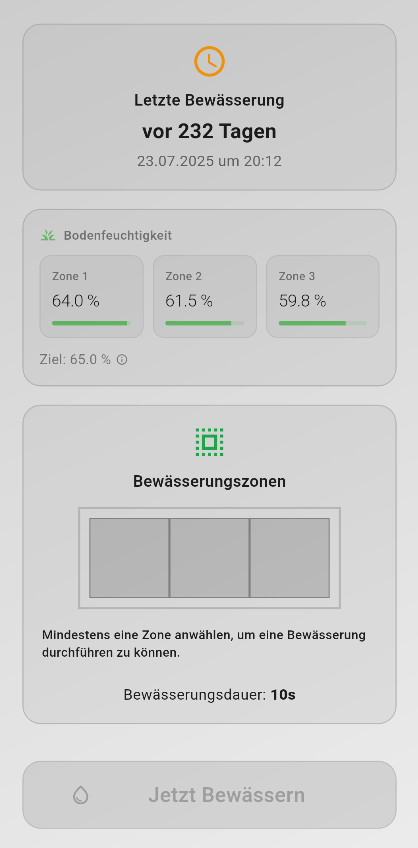 Letzte Bewässerung
vor 232 Tagen
23.07.2025 um 20:12
Bodenfeuchtigkeit
Zone 1
64.0 %
Zone 2
61.5 %
Zone 3
59.8 %
Ziel: 65.0 %
Bewässerungszonen
Mindestens eine Zone anwählen, um eine Bewässerung
durchführen zu können.
Bewässerungsdauer: 10s
Jetzt Bewässern